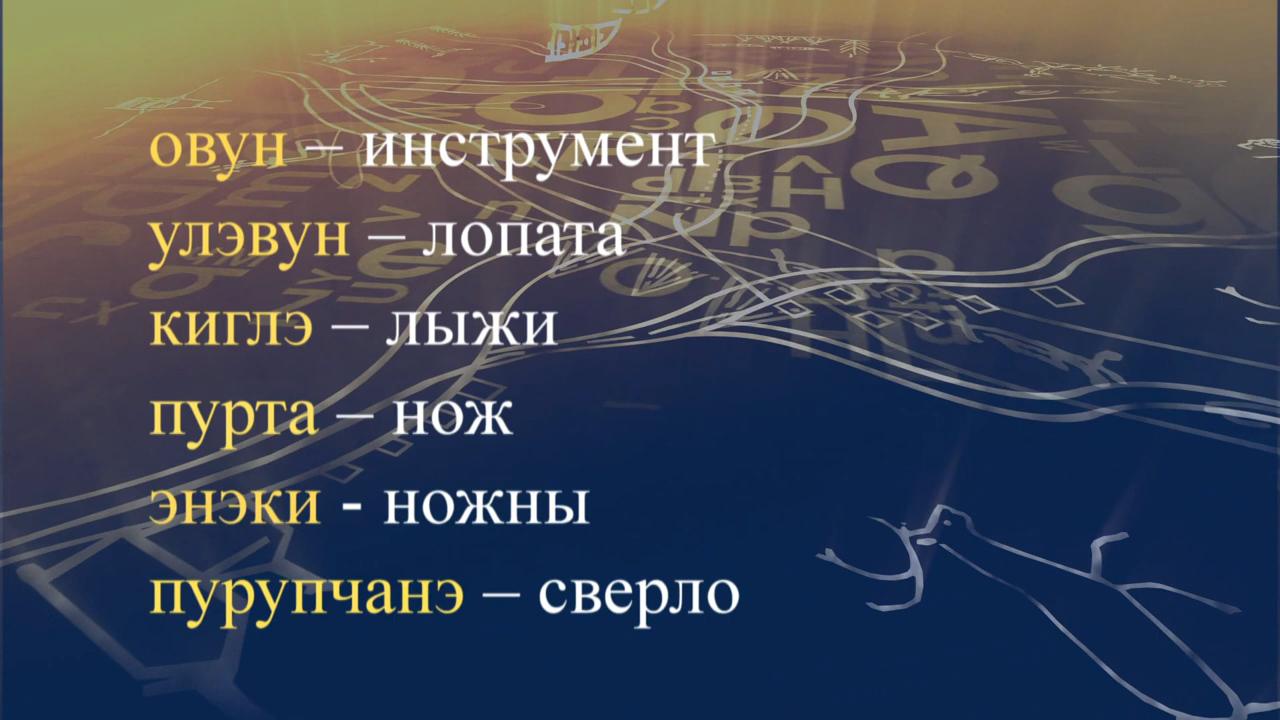 овун – инструмент
улэвун – лопата
киглэ – лыжи
пурта – нож
энэки - ножны
пурупчанэ – сверло